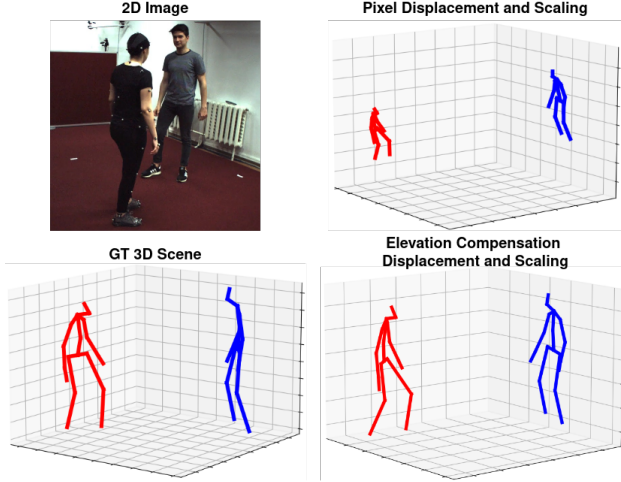 2D Image
Pixel Displacement and Scaling
GT 3D Scene
Elevation Compensation
Displacement and Scaling